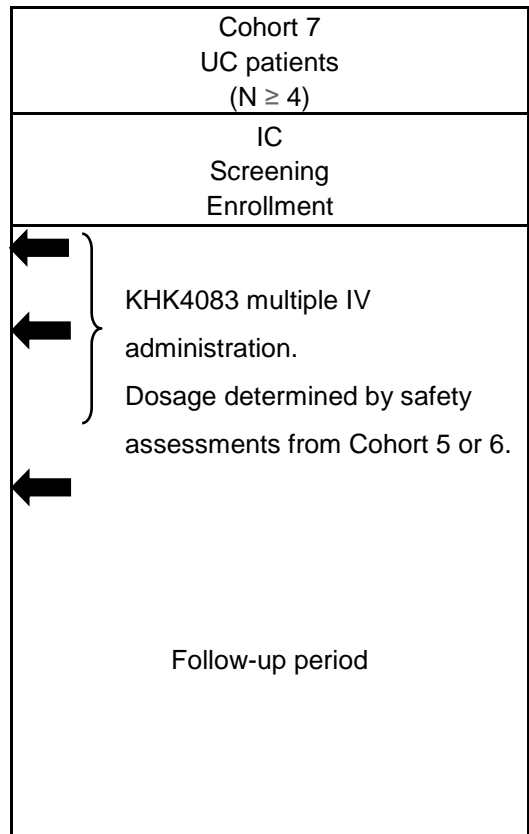 Cohort 7
UC patients
(N ≥ 4)
IC
Screening
Enrollment
KHK4083 multiple IV
administration.
Dosage determined by safety
assessments from Cohort 5 or 6.
Follow-up period